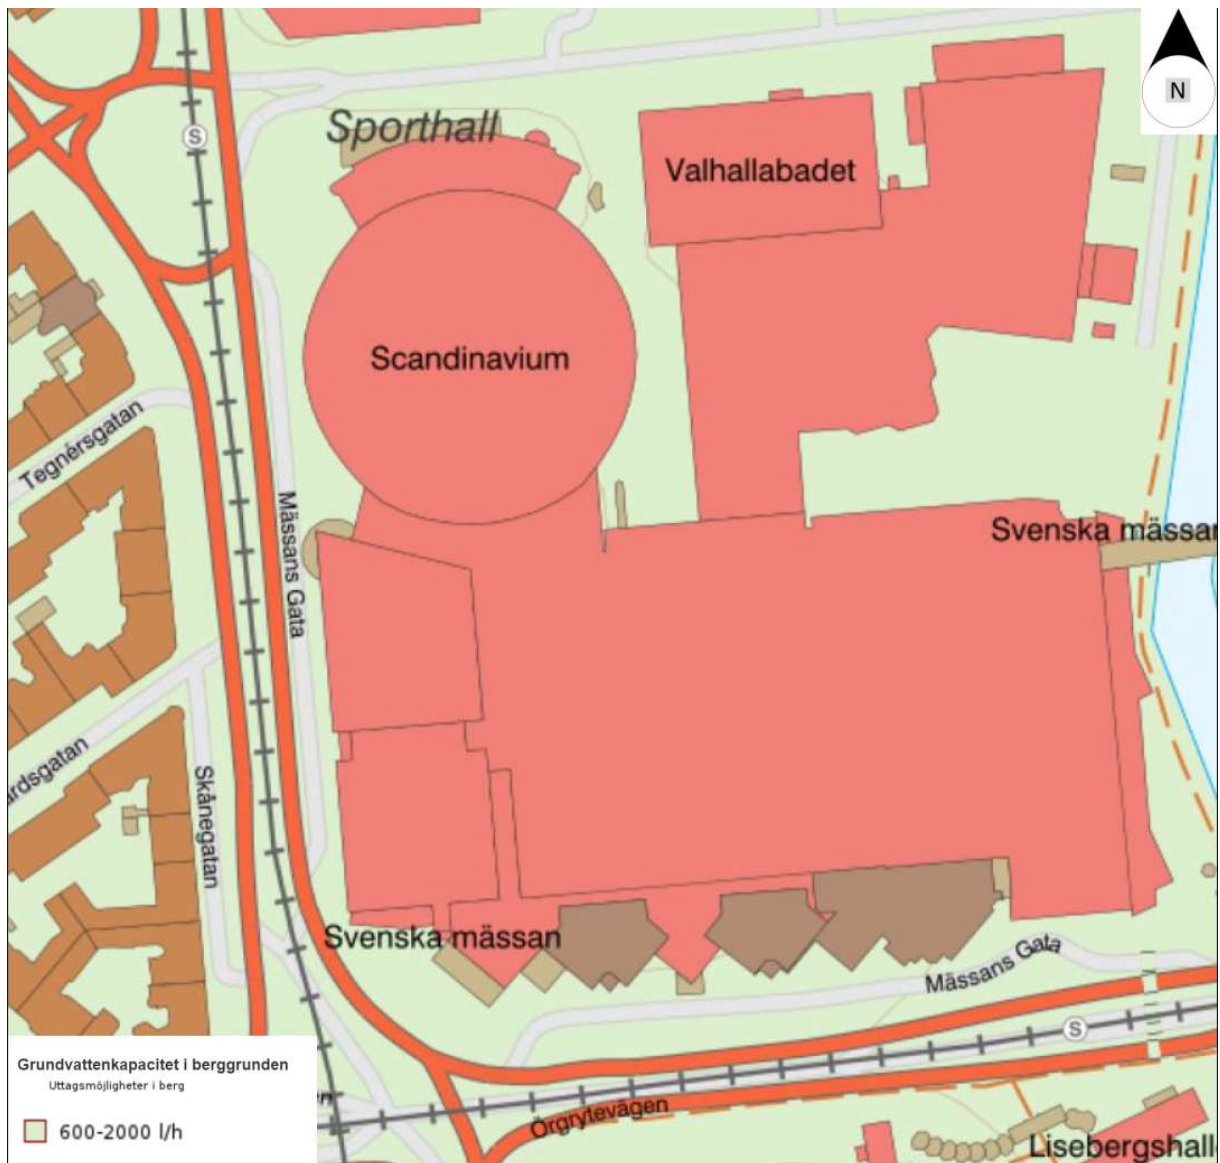 N
Sporthall
S
Valhallabadet
Scandinavium
Tegnérsgatan
Mässans Gata
Svenska mässan
Skånegatan
Svenska mässan
Mässans Gata
S
Grundvattenkapacitet i berggrunden
Uttagsmöjligheter i berg
600-2000 l/h
Örgrytevägen
Lisebergshall